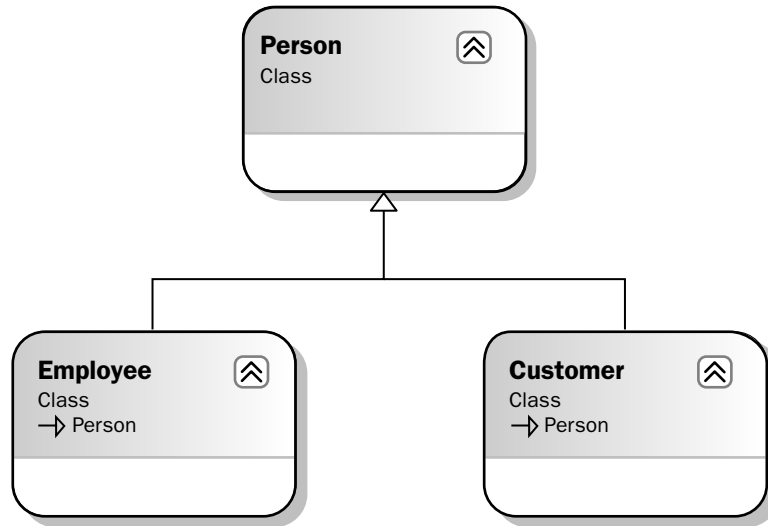 Person
Class
Employee
Class
Person
Customer
Class
Person